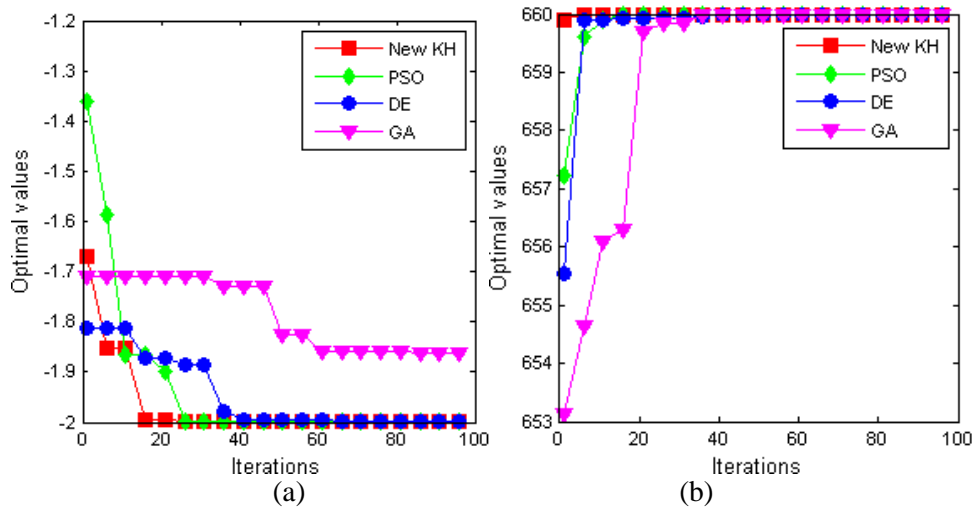 -1.2
-1.3
-1.4
-1.5
-1.6
-1.7
-1.8
-1.9
-2
Optimal values
0 20 40 60 80 100
Iterations
New KH
PSO
DE
GA
(a)
660
659
658
657
656
655
654
653
Optimal values
0 20 40 60 80 100
Iterations
New KH
PSO
DE
GA
(b)